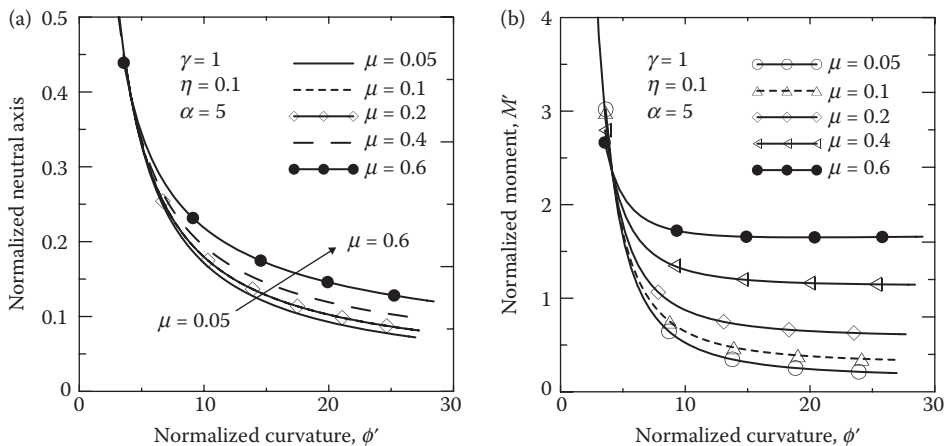 (a)
0.5
0.4
0.3
0.2
0.1
0
Normalized neutral axis
γ = 1
η = 0.1
α = 5
μ = 0.05
μ = 0.1
μ = 0.2
μ = 0.4
μ = 0.6
μ = 0.6
μ = 0.05
0
10
20
30
Normalized curvature, ϕ′
(b)
4
3
2
1
0
Normalized moment, M′
γ = 1
η = 0.1
α = 5
μ = 0.05
μ = 0.1
μ = 0.2
μ = 0.4
μ = 0.6
0
10
20
30
Normalized curvature, ϕ′